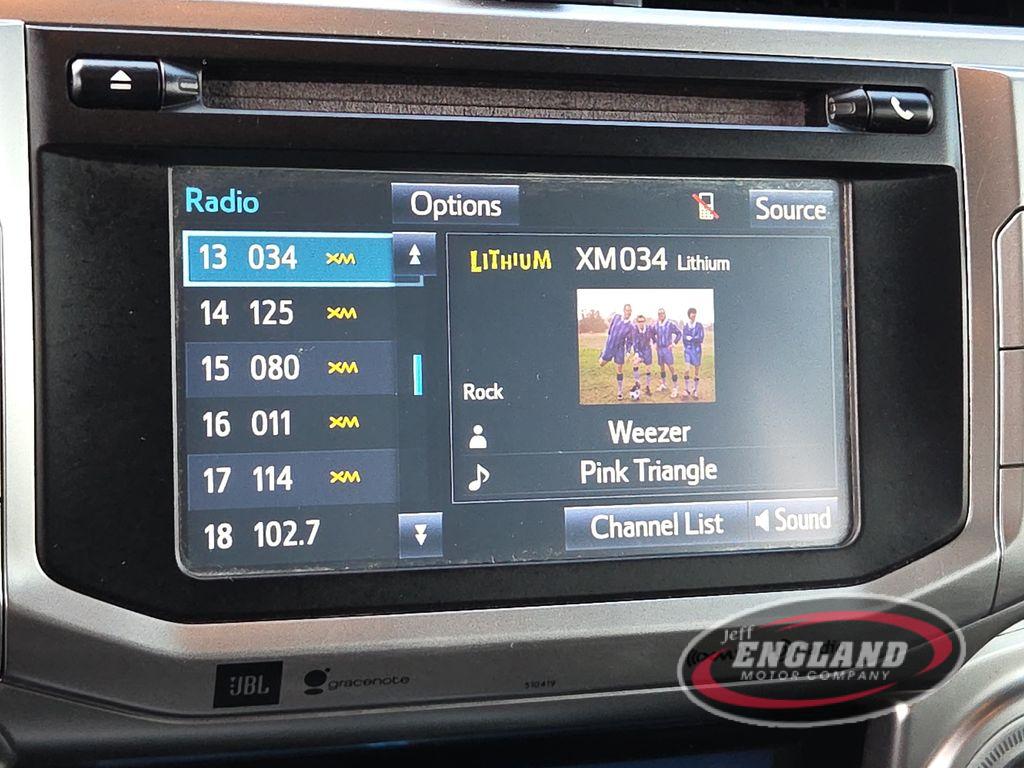 Radio
Options
Source
13 034 XM
14 125 XM
15 080 XM
16 011 XM
17 114 XM
18 102.7
LITHIUM XM034 Lithium
Rock
Weezer
Pink Triangle
Channel List
Sound
JBL
gracenote
510419
Jeff
ENGLAND
MOTOR COMPANY